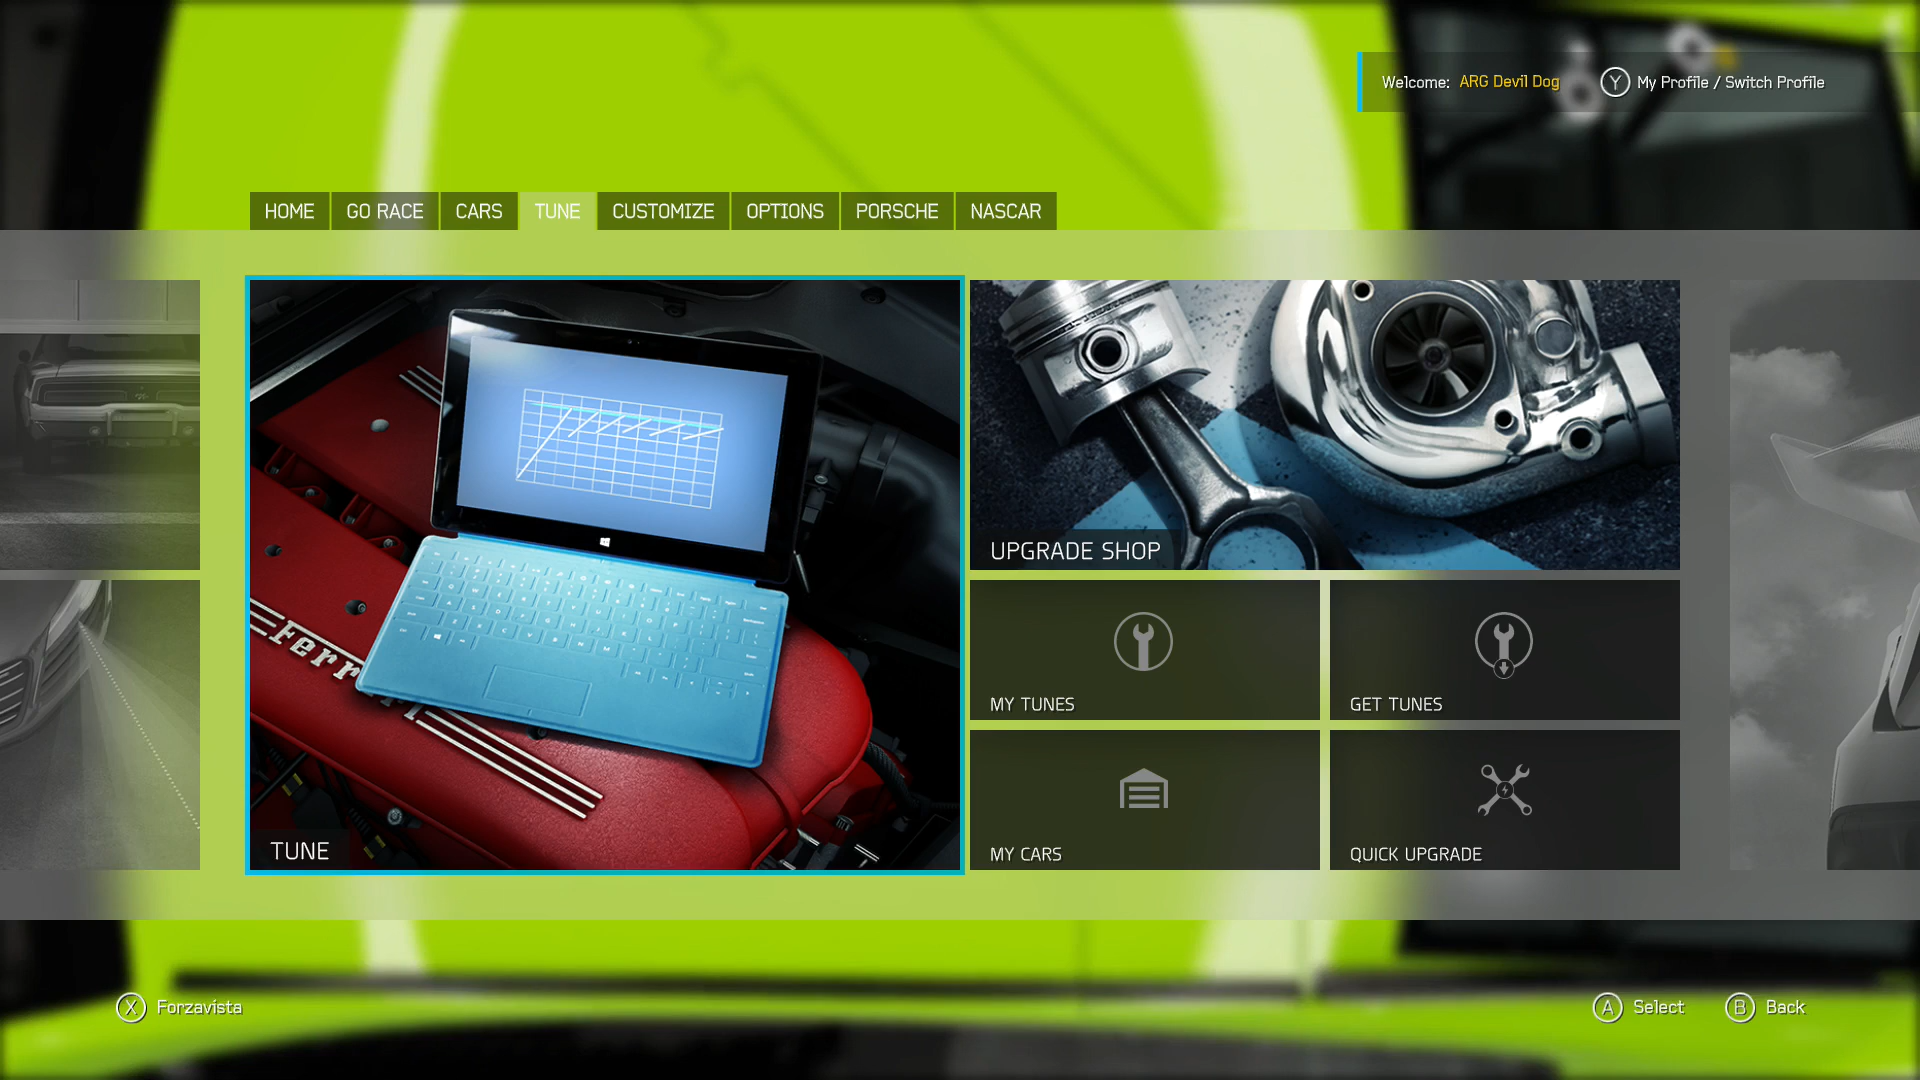 Welcome: ARG Devil Dog Y My Profile / Switch Profile
HOME GO RACE CARS TUNE CUSTOMIZE OPTIONS PORSCHE NASCAR
UPGRADE SHOP
MY TUNES GET TUNES
TUNE
MY CARS QUICK UPGRADE
X Forzavista A Select B Back